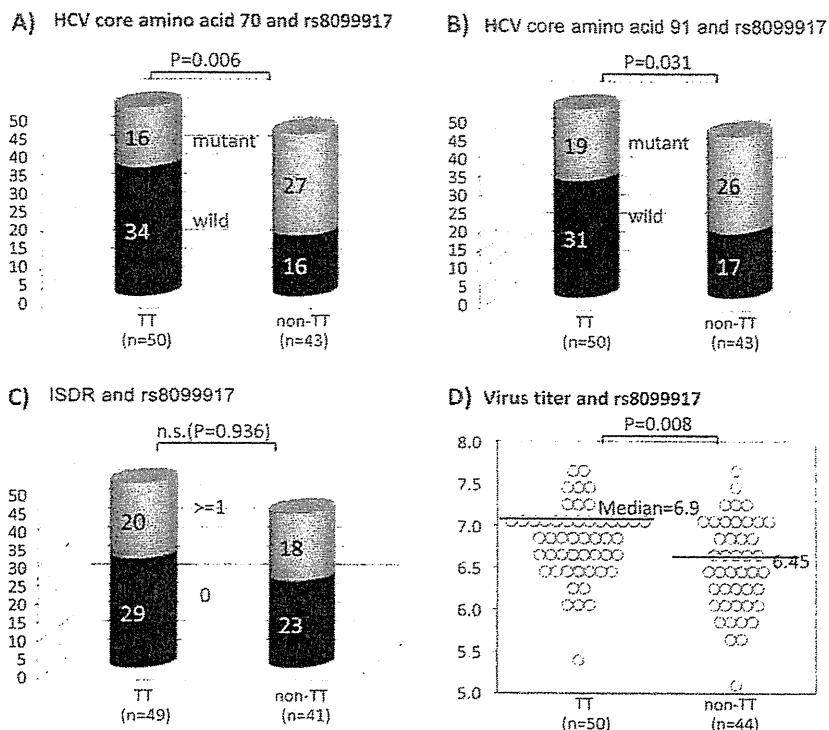 A) HCV core amino acid 70 and rs8099917
P=0.006
50
45
40
35
30
25
20
15
10
5
0
16
mutant
34
wild
27
16
TT
(n=50)
non-TT
(n=43)
B) HCV core amino acid 91 and rs8099917
P=0.031
50
45
40
35
30
25
20
15
10
5
0
19
mutant
31
wild
26
17
TT
(n=50)
non-TT
(n=43)
C) ISDR and rs8099917
n.s.(P=0.936)
50
45
40
35
30
25
20
15
10
5
0
20
>=1
29
0
18
23
TT
(n=49)
non-TT
(n=41)
D) Virus titer and rs8099917
P=0.008
8.0
7.5
7.0
6.5
6.0
5.5
5.0
Median=6.9
6.45
TT
(n=50)
non-TT
(n=44)